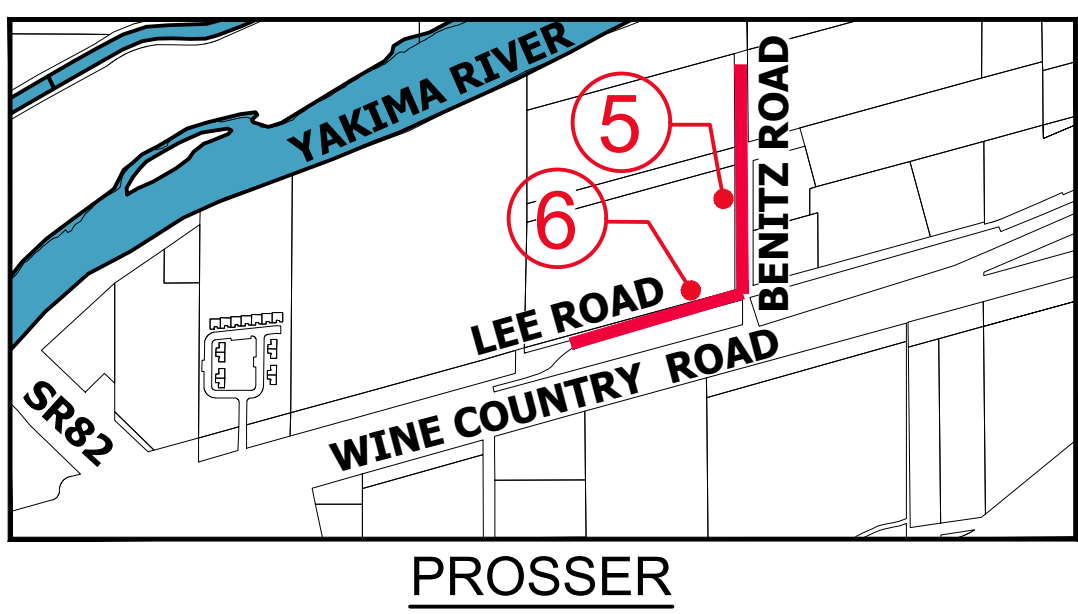 YAKIMA RIVER
5
BENITZ ROAD
6
LEE ROAD
WINE COUNTRY ROAD
SR82
PROSSER